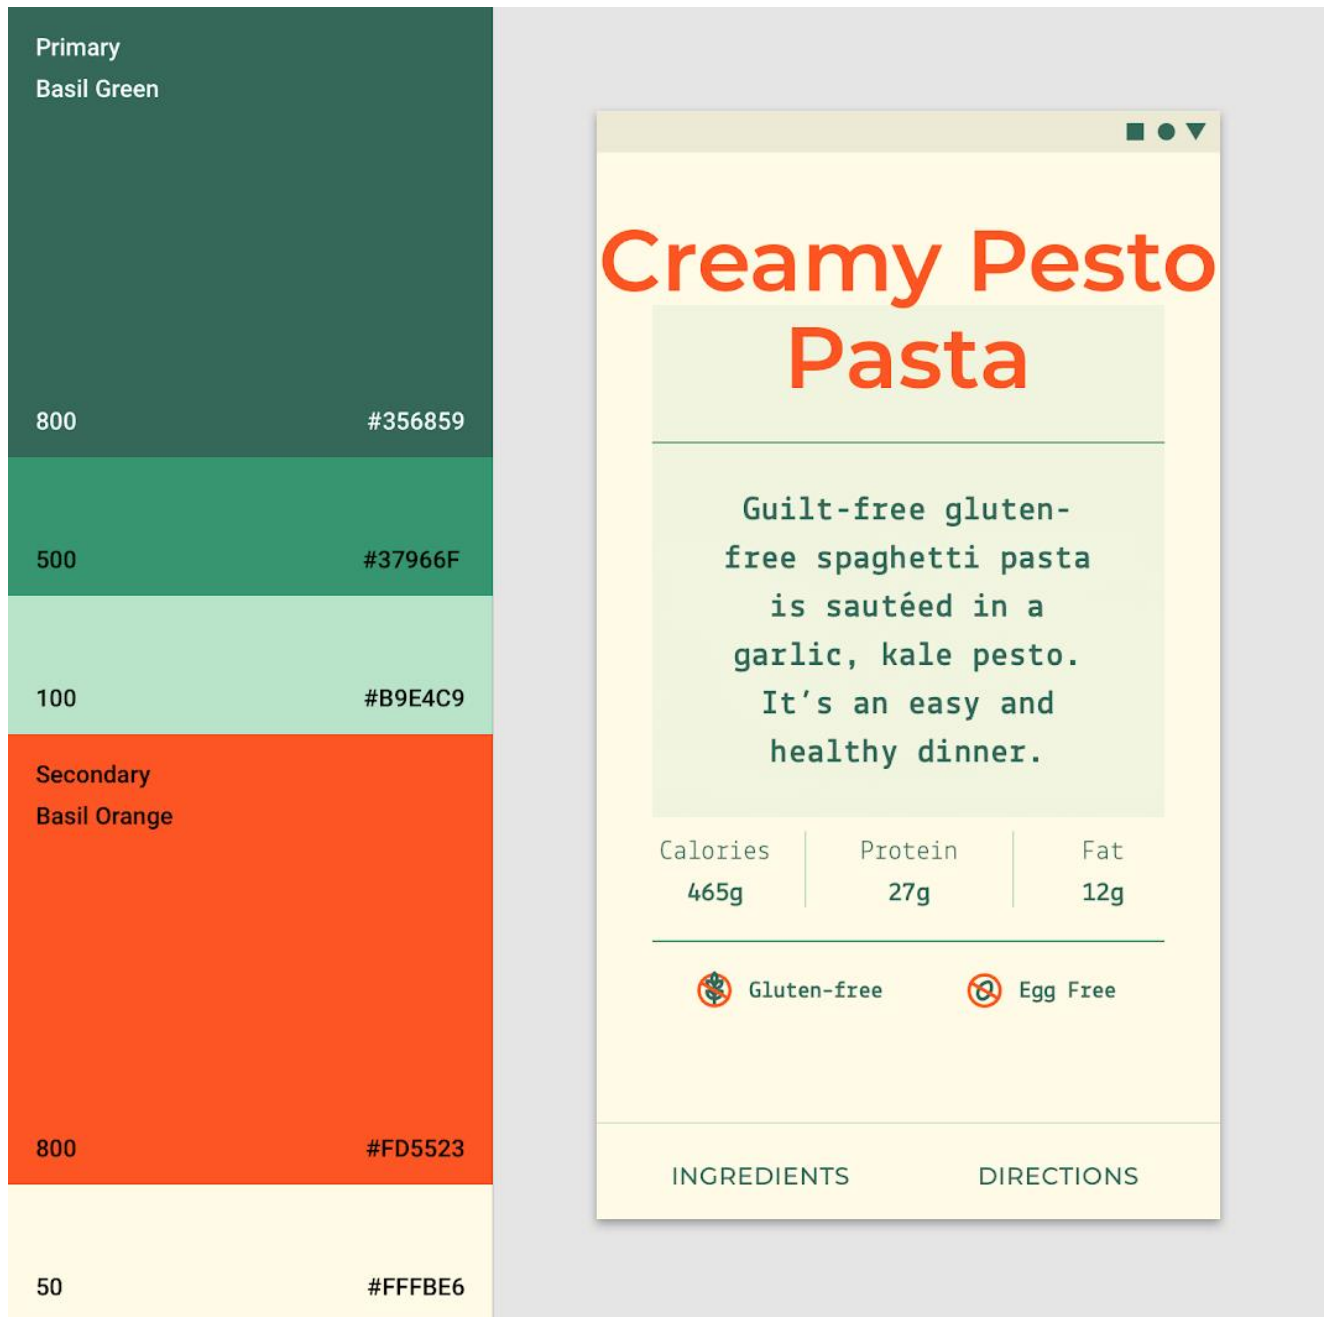 Primary
Basil Green
800 #356859
500 #37966F
100 #B9E4C9
Secondary
Basil Orange
800 #FD5523
50 #FFFBE6
Creamy Pesto
Pasta
Guilt-free gluten-
free spaghetti pasta
is sautéed in a
garlic, kale pesto.
It’s an easy and
healthy dinner.
Calories Protein Fat
465g 27g 12g
Gluten-free Egg Free
INGREDIENTS DIRECTIONS